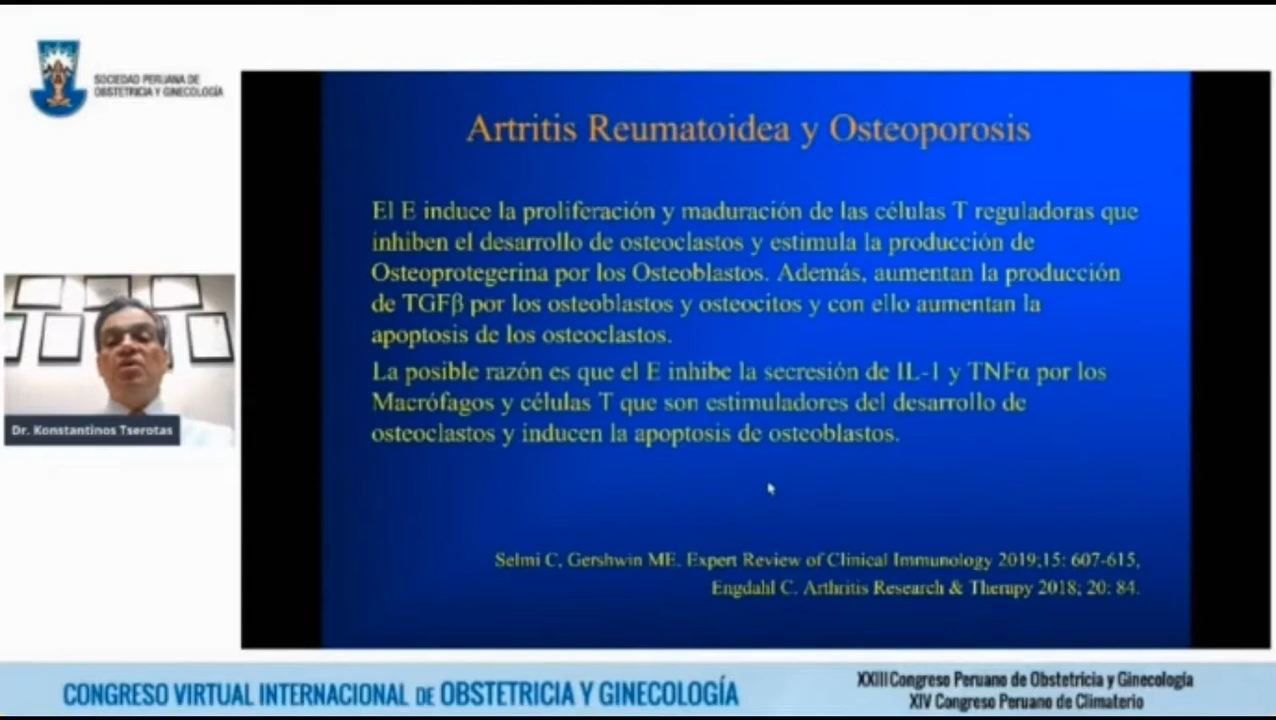 SOCIEDAD PERUANA DE
OBSTETRICIA Y GINECOLOGÍA
Artritis Reumatoidea y Osteoporosis
El E induce la proliferación y maduración de las células T reguladoras que
inhiben el desarrollo de osteoclastos y estimula la producción de
Osteoprotegerina por los Osteoblastos. Además, aumentan la producción
de TGFβ por los osteoblastos y osteocitos y con ello aumentan la
apoptosis de los osteoclastos.
La posible razón es que el E inhibe la secresión de IL-1 y TNFα por los
Macrófagos y células T que son estimuladores del desarrollo de
osteoclastos y inducen la apoptosis de osteoblastos.
Selmi C, Gershwin ME. Expert Review of Clinical Immunology 2019;15: 607-615,
Engdahl C. Arthritis Research & Therapy 2018; 20: 84.
Dr. Konstantinos Tserotas
CONGRESO VIRTUAL INTERNACIONAL DE OBSTETRICIA Y GINECOLOGÍA
XXIII Congreso Peruano de Obstetricia y Ginecología
XIV Congreso Peruano de Climaterio